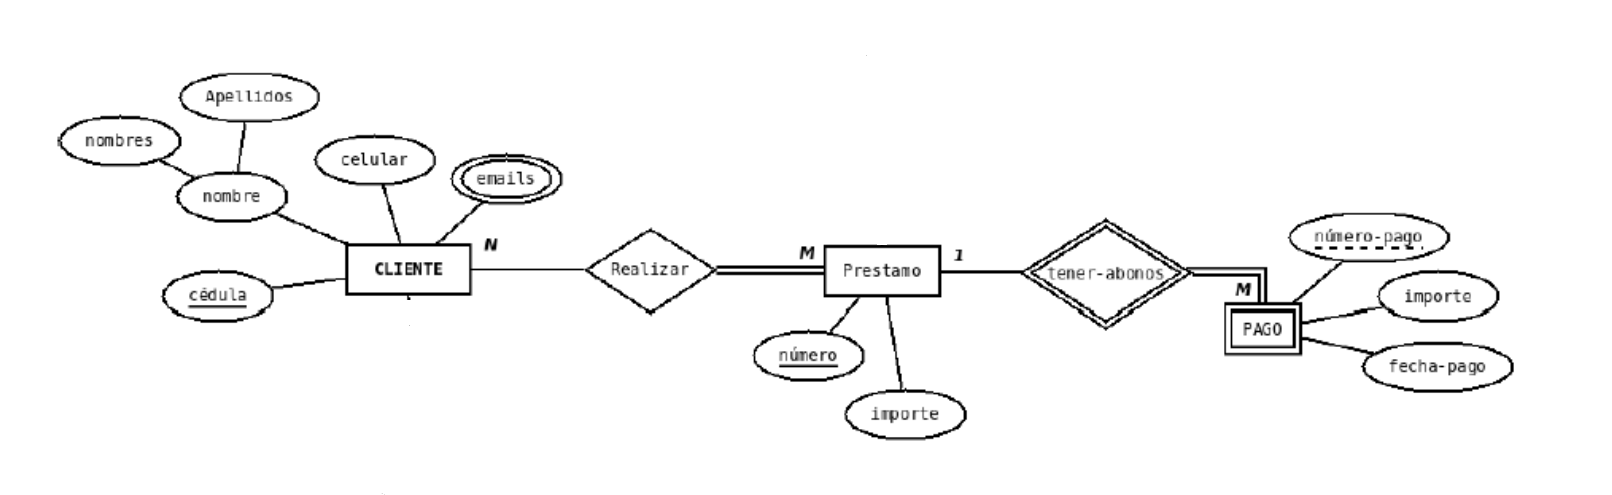 Apellidos
nombres
celular
emails
nombre
N
CLIENTE
cédula
Realizar
M
Prestamo
1
número
importe
tener-abonos
M
número-pago
importe
PAGO
fecha-pago